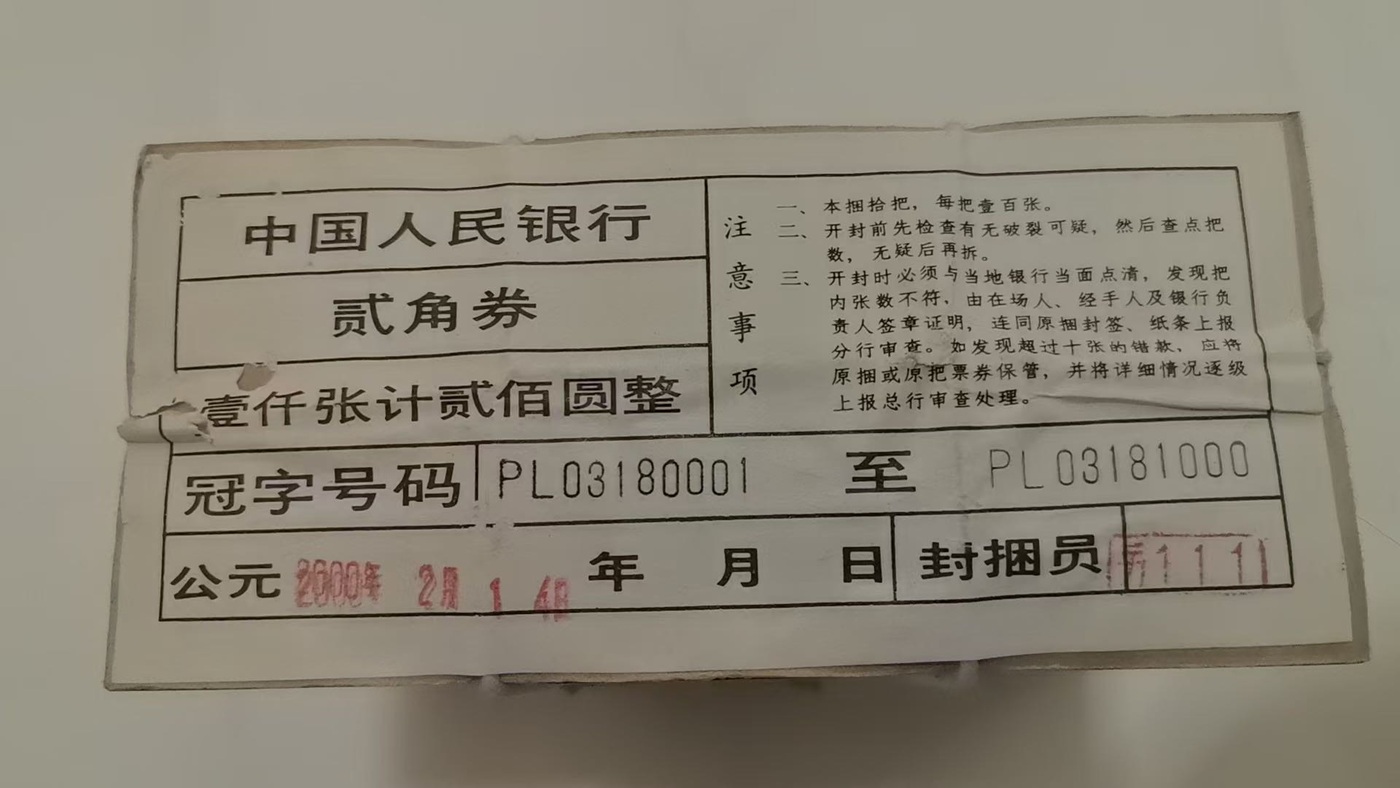 中国人民银行
贰角券
壹仟张计贰佰圆整
注意事项
一、本捆拾把，每把壹百张。
二、开封前先检查有无破裂可疑，然后查点把
数，无疑后再拆。
三、开封时必须与当地银行当面点清，发现把
内张数不符，由在场人、经手人及银行负
责人签章证明，连同原捆封签、纸条上报
分行审查。如发现超过十张的错款，应将
原捆或原把票券保管，并将详细情况逐级
上报总行审查处理。
冠字号码 PL03180001 至 PL03181000
公元 2000年 2月 14日 年 月 日 封捆员 111